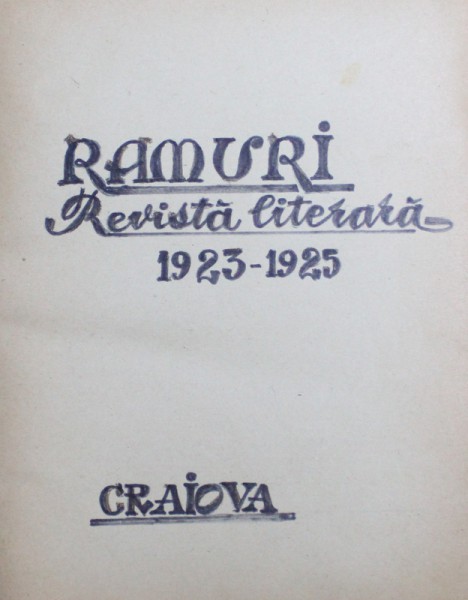 RAMURI
Revistă literară
1923-1925
CRAIOVA